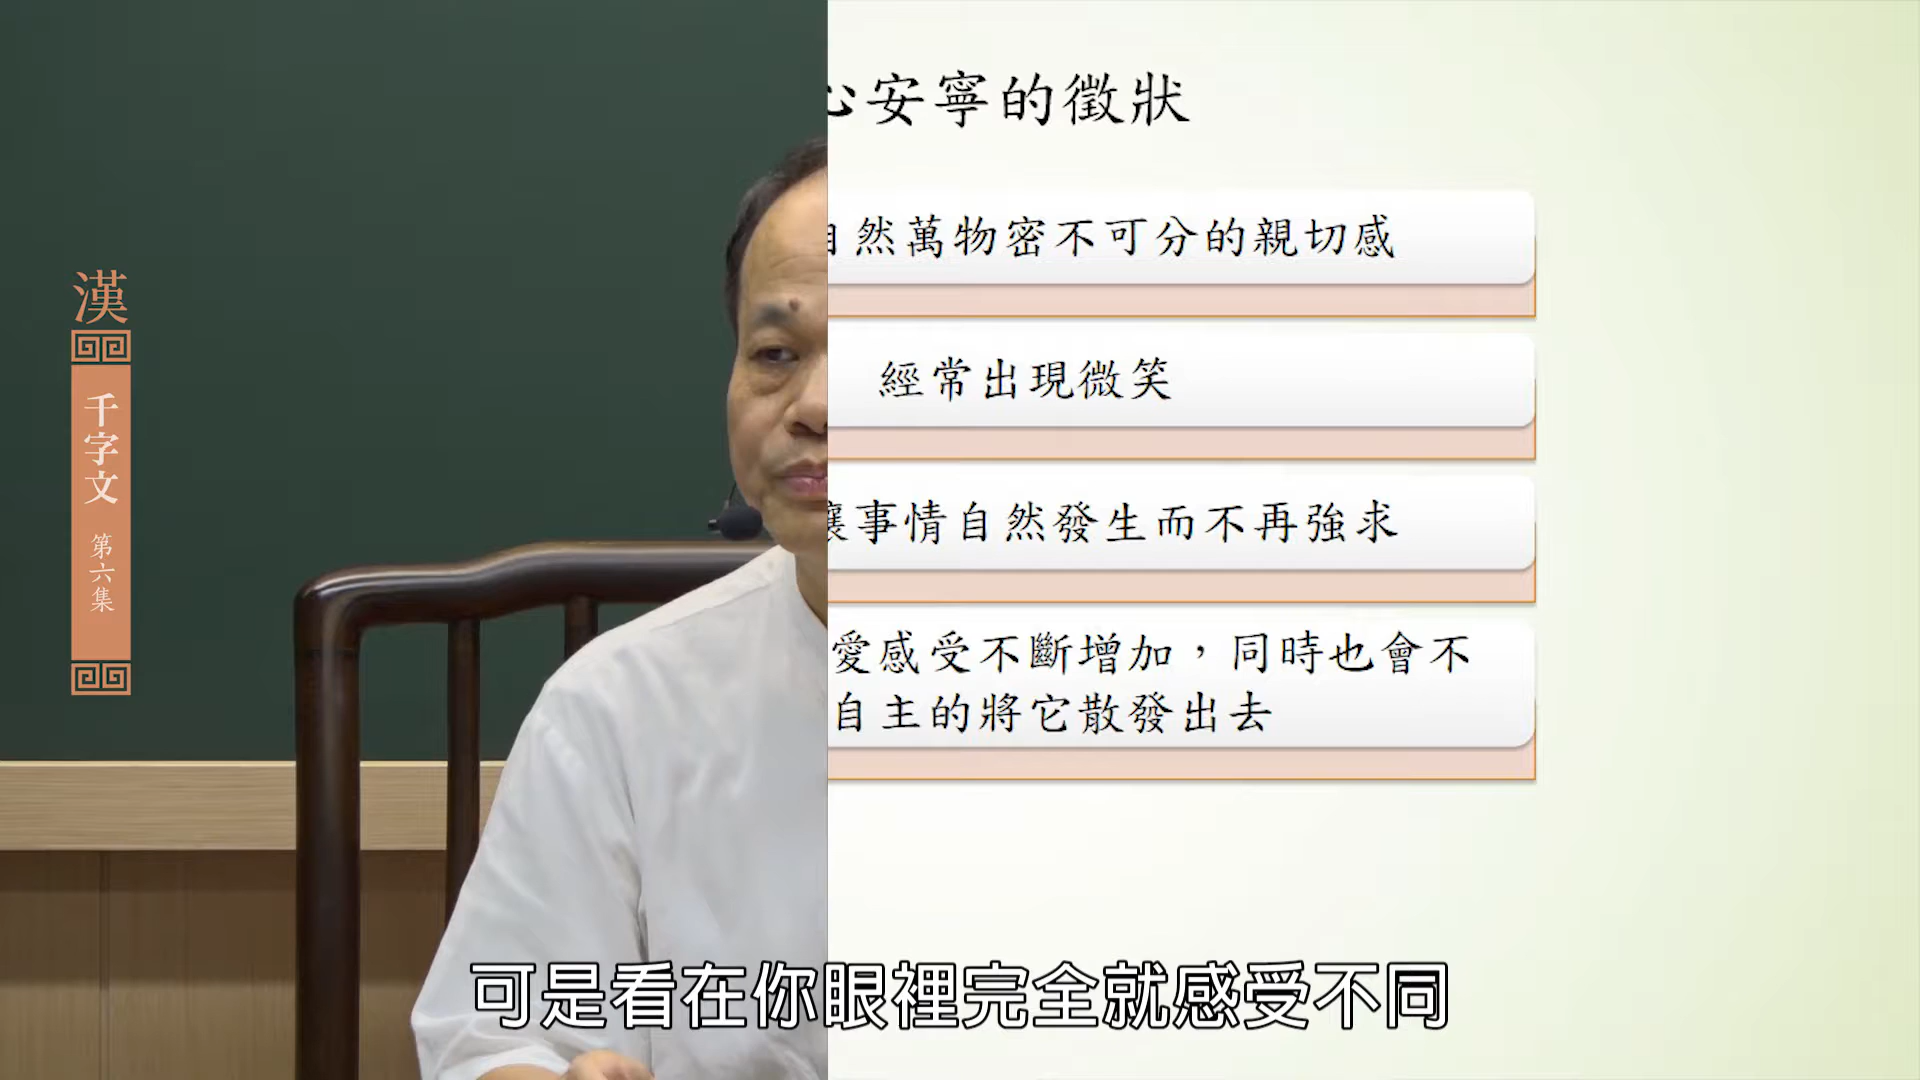 漢
千字文
第六集
心安寧的徵狀
自然萬物密不可分的親切感
經常出現微笑
讓事情自然發生而不再強求
愛感受不斷增加，同時也會不
自主的將它散發出去
可是看在你眼裡完全就感受不同